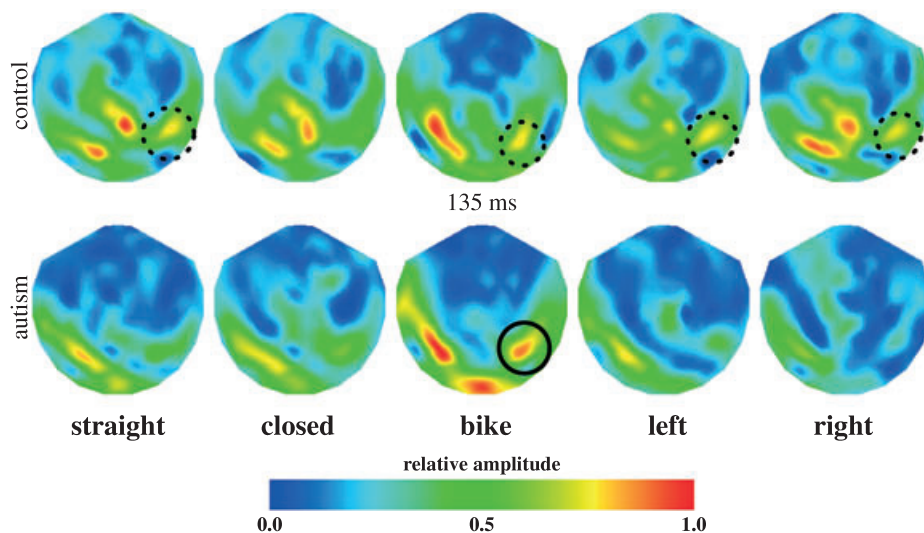 control
135 ms
autism
straight closed bike left right
relative amplitude
0.0 0.5 1.0